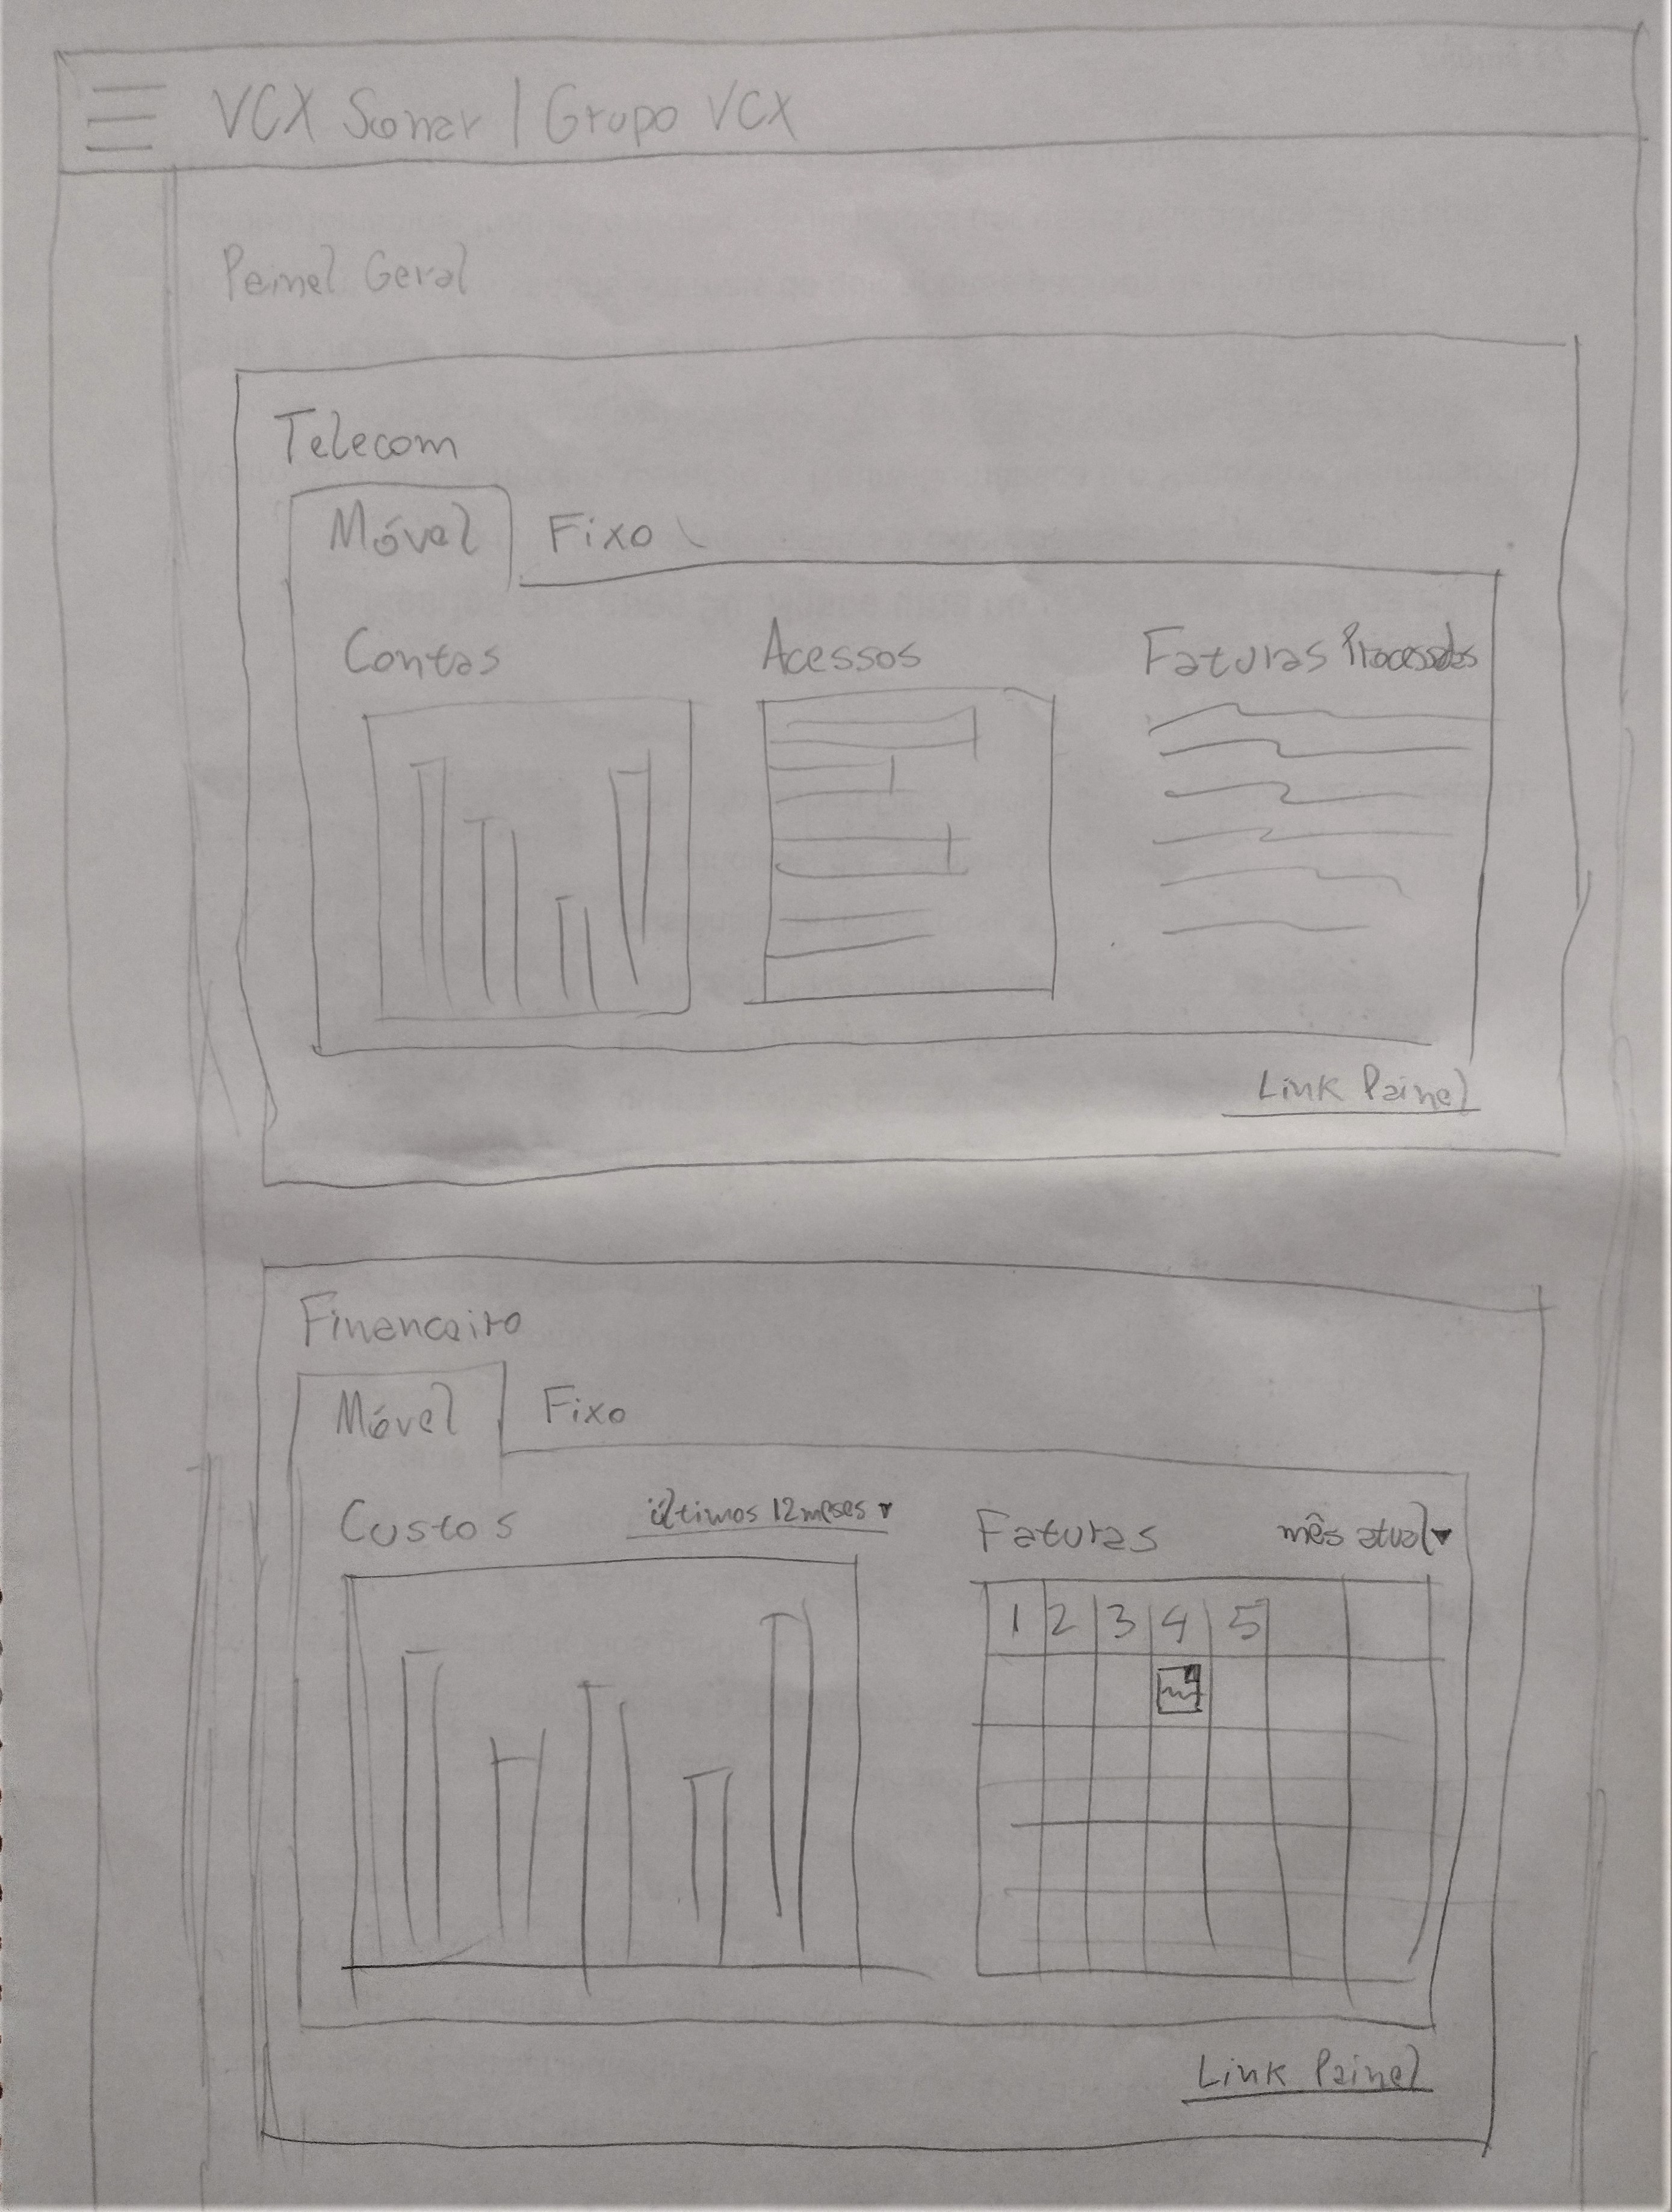 VCX Sonar | Grupo VCX
Painel Geral
Telecom
Móvel Fixo
Contas Acessos Faturas Processadas
Link Painel
Financeiro
Móvel Fixo
Custos últimos 12 meses Faturas mês atual
1 2 3 4 5
Link Painel